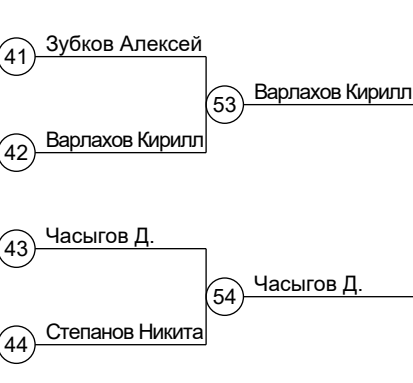 41 Зубков Алексей
53 Варлахов Кирилл
42 Варлахов Кирилл
43 Часыгов Д.
54 Часыгов Д.
44 Степанов Никита